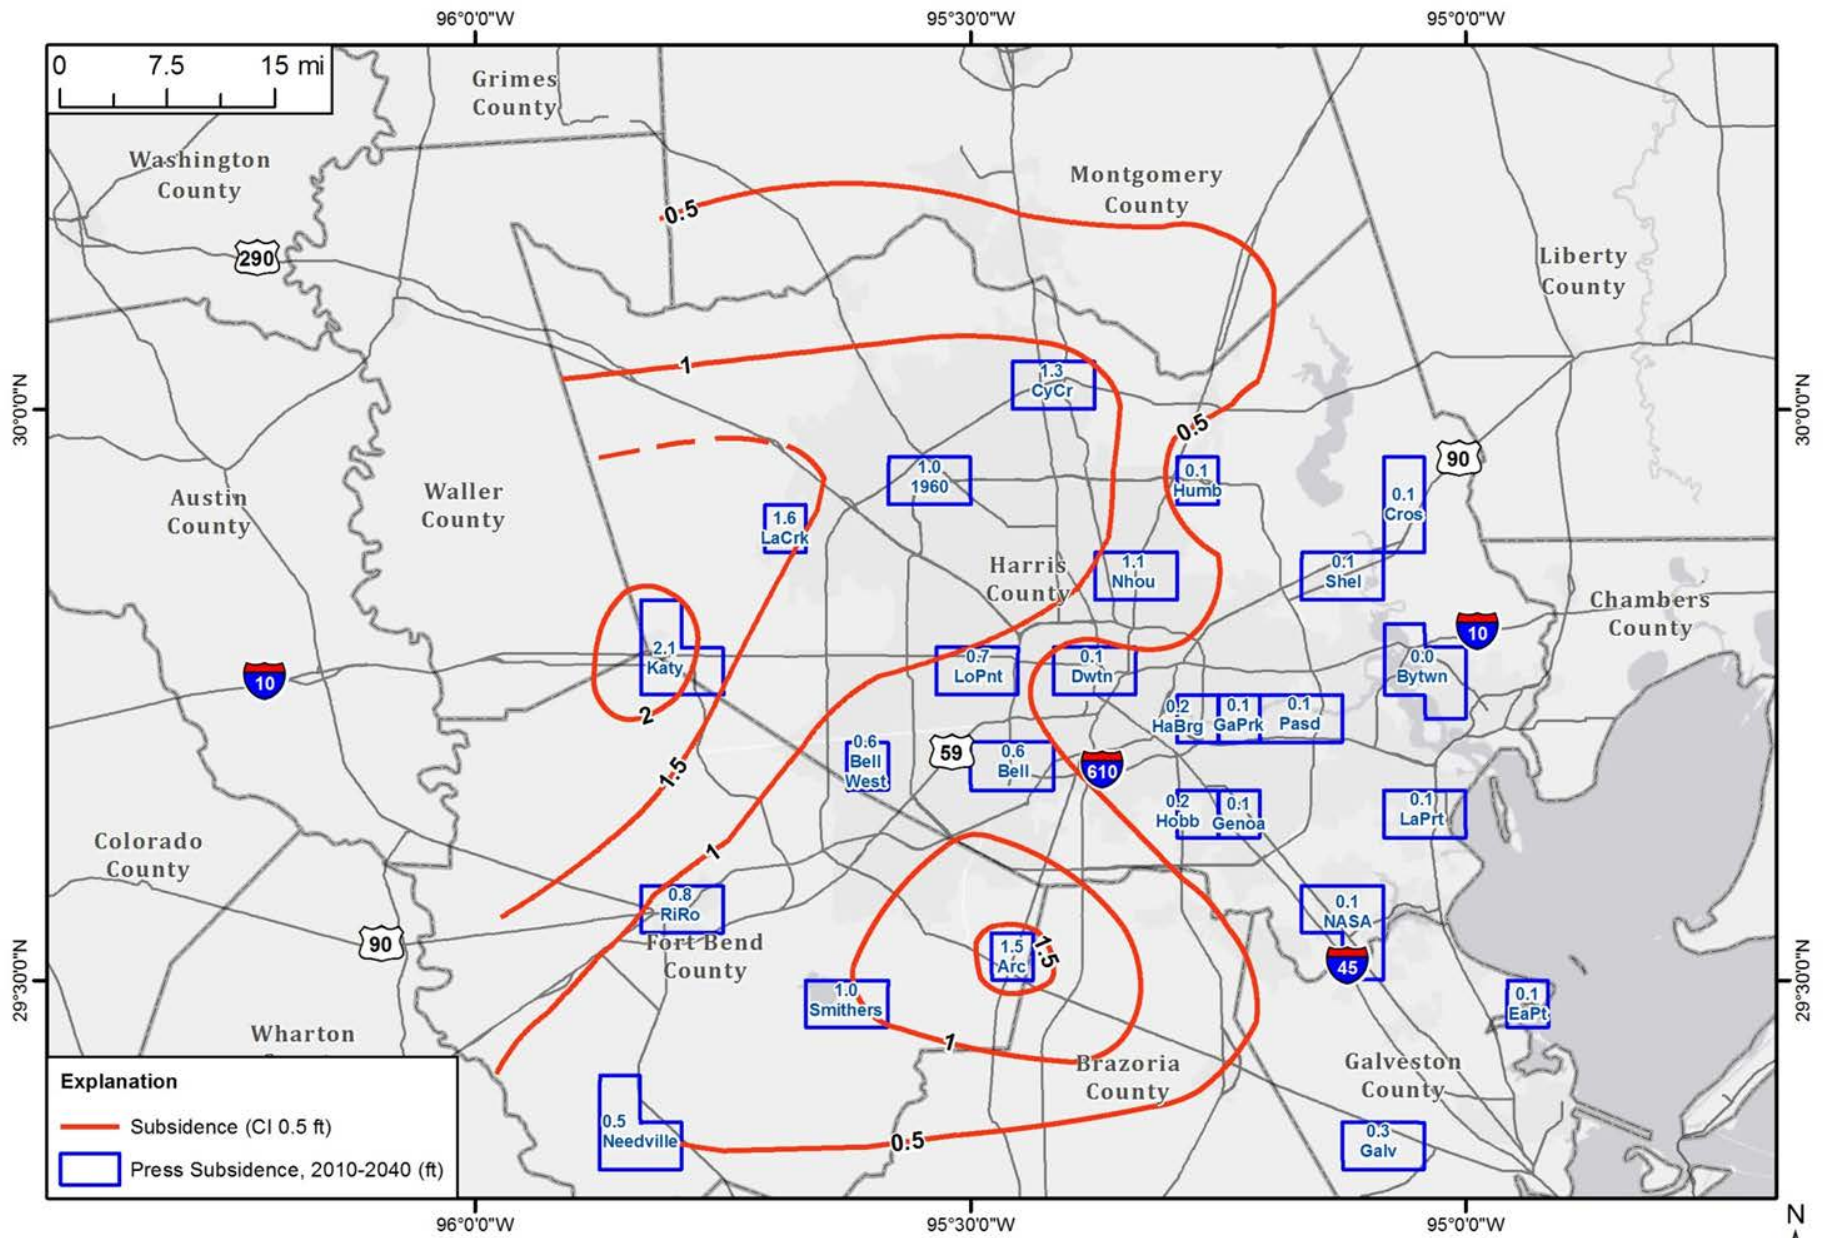 96°0'0"W
95°30'0"W
95°0'0"W
0
7.5
15 mi
Grimes
County
Washington
County
Montgomery
County
0.5
290
Liberty
County
1
30°0'0"N
30°0'0"N
1.3
CyCr
0.5
90
1.0
1960
0.1
Humb
0.1
Cros
Austin
County
Waller
County
1.6
LaCrk
Harris
County
1.1
Nhou
0.1
Shel
Chambers
County
10
10
2.1
Katy
0.7
LoPnt
0.1
Dwtn
0.0
Bytwn
2
0.2
HaBrg
0.1
GaPrk
0.1
Pasd
0.6
Bell
West
59
0.6
Bell
610
1.5
0.2
Hobb
0.1
Genoa
0.1
LaPrt
Colorado
County
1
0.8
RiRo
0.1
NASA
90
Fort Bend
County
1.5
Arc
1.5
45
29°30'0"N
29°30'0"N
1.0
Smithers
0.1
EaPt
Wharton
1
Brazoria
County
Galveston
County
Explanation
Subsidence (CI 0.5 ft)
Press Subsidence, 2010-2040 (ft)
0.5
Needville
0.5
0.3
Galv
96°0'0"W
95°30'0"W
95°0'0"W
N